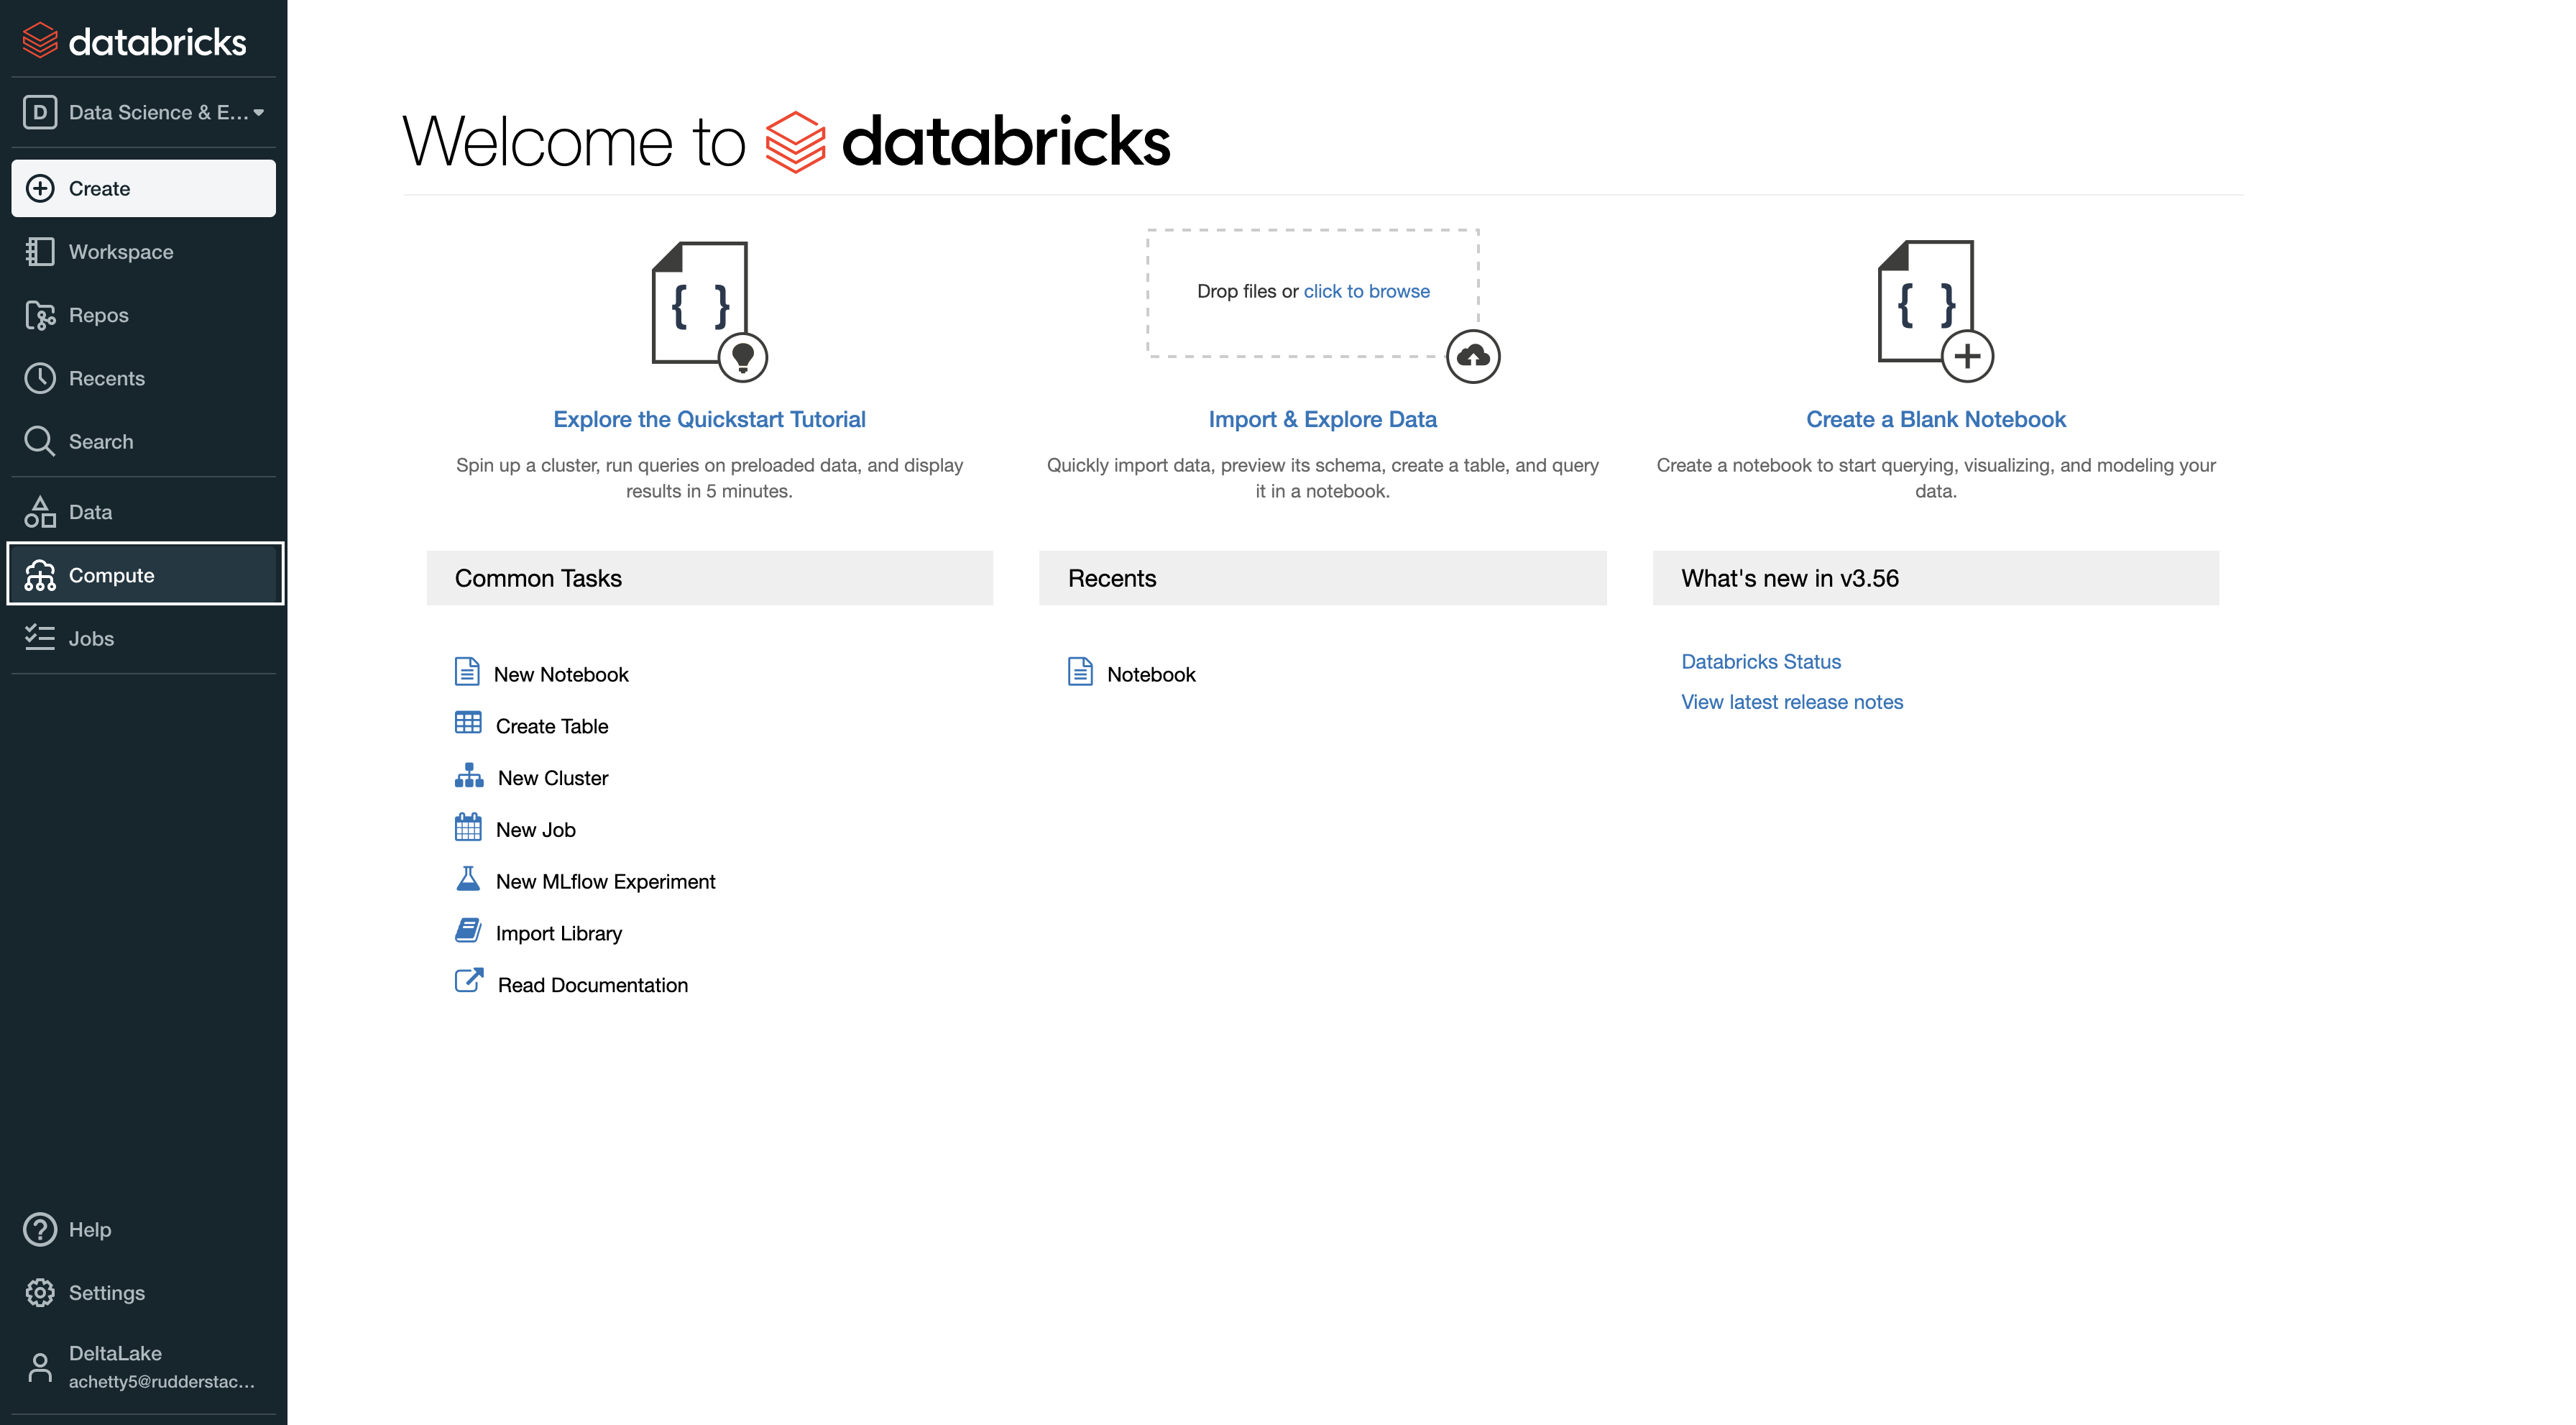 databricks
D Data Science & E...
Create
Workspace
Repos
Recents
Search
Data
Compute
Jobs
Help
Settings
DeltaLake
achetty5@rudderstac...
Welcome to databricks
{ }
Explore the Quickstart Tutorial
Spin up a cluster, run queries on preloaded data, and display
results in 5 minutes.
Drop files or click to browse
Import & Explore Data
Quickly import data, preview its schema, create a table, and query
it in a notebook.
{ }
Create a Blank Notebook
Create a notebook to start querying, visualizing, and modeling your
data.
Common Tasks
New Notebook
Create Table
New Cluster
New Job
New MLflow Experiment
Import Library
Read Documentation
Recents
Notebook
What's new in v3.56
Databricks Status
View latest release notes